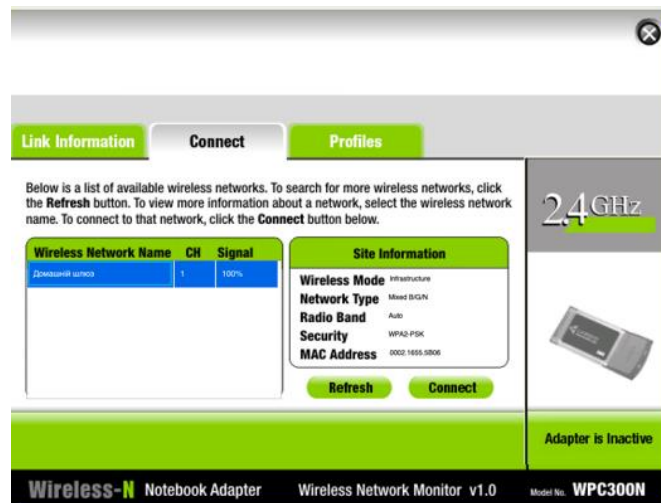 Link Information
Connect
Profiles
Below is a list of available wireless networks. To search for more wireless networks, click
the Refresh button. To view more information about a network, select the wireless network
name. To connect to that network, click the Connect button below.
2.4GHz
Wireless Network Name CH Signal
Домашній шлюз 1 100%
Site Information
Wireless Mode Infrastructure
Network Type Mixed B/G/N
Radio Band Auto
Security WPA2-PSK
MAC Address 0002.1655.5B06
Refresh
Connect
Adapter is Inactive
Wireless-N Notebook Adapter Wireless Network Monitor v1.0 Model No. WPC300N